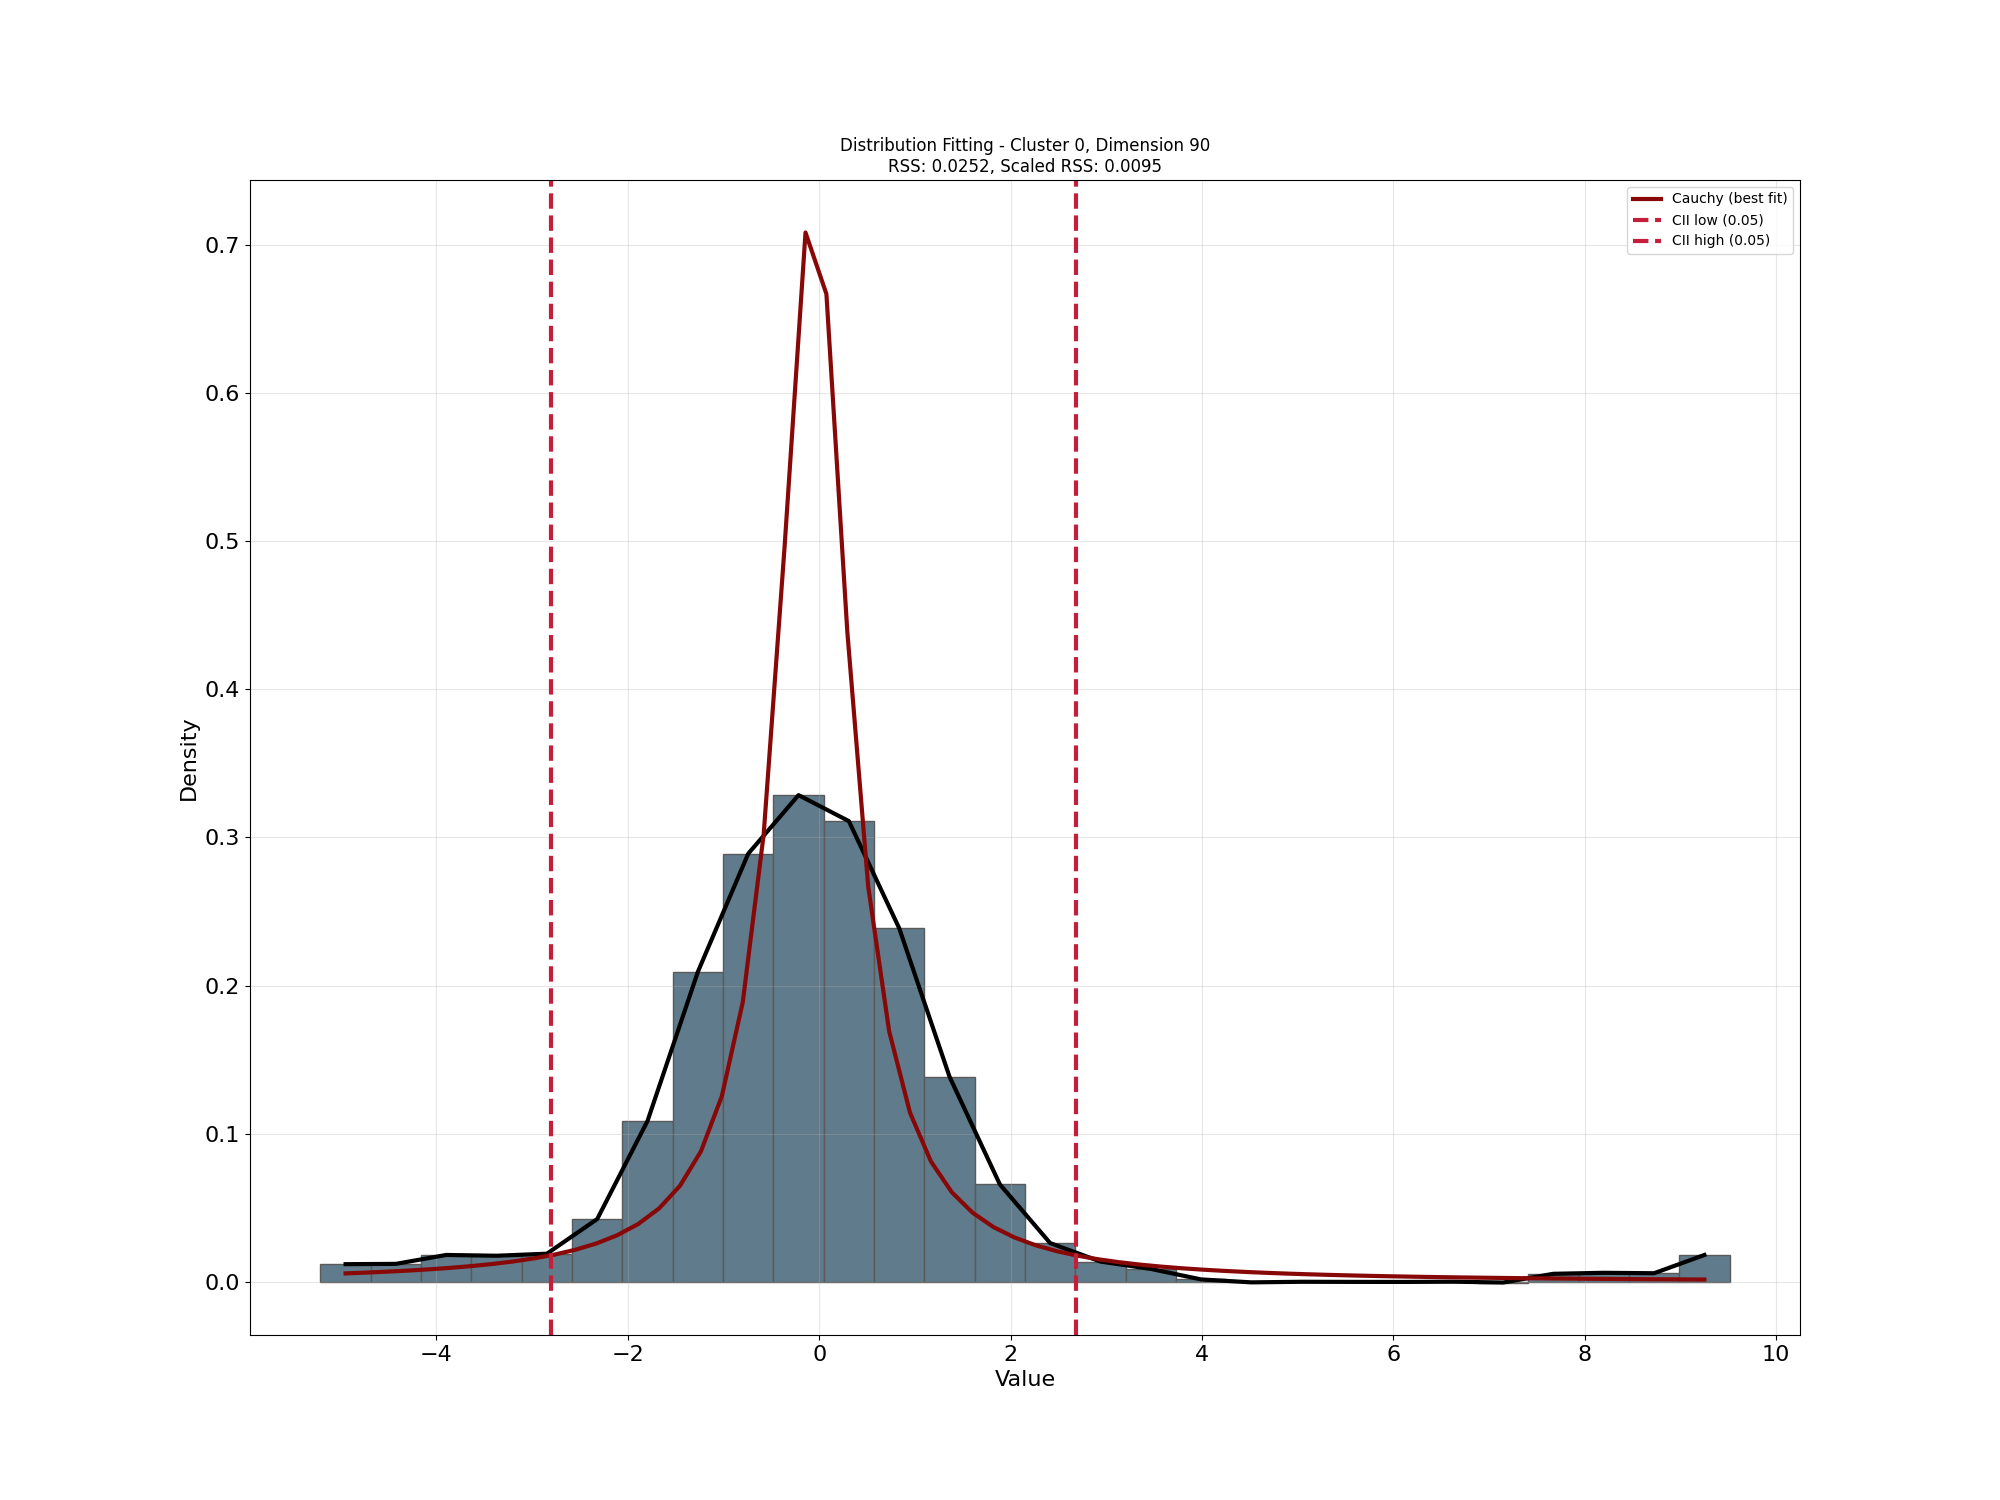 Distribution Fitting - Cluster 0, Dimension 90
RSS: 0.0252, Scaled RSS: 0.0095
Cauchy (best fit)
CII low (0.05)
CII high (0.05)
0.7
0.6
0.5
0.4
0.3
0.2
0.1
0.0
Density
−4 −2 0 2 4 6 8 10
Value